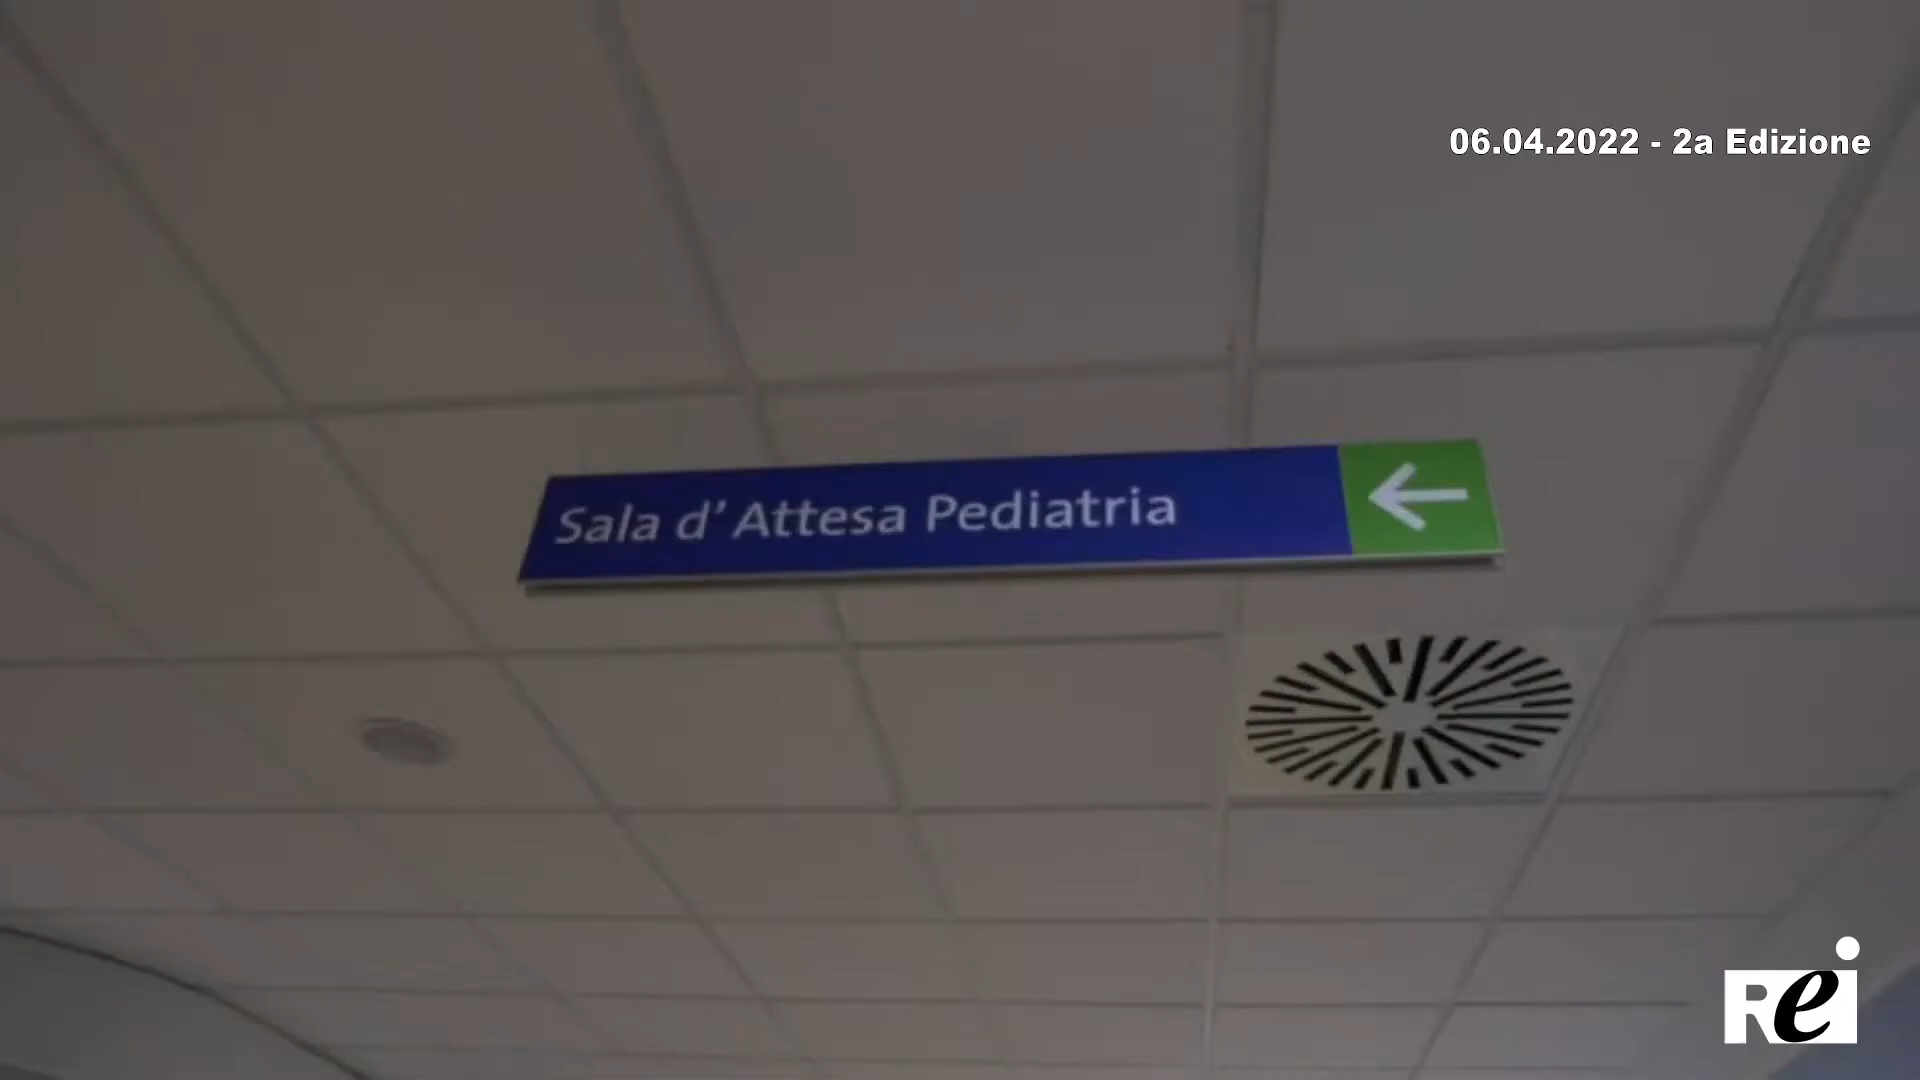 06.04.2022 - 2a Edizione
Sala d' Attesa Pediatria
Rei